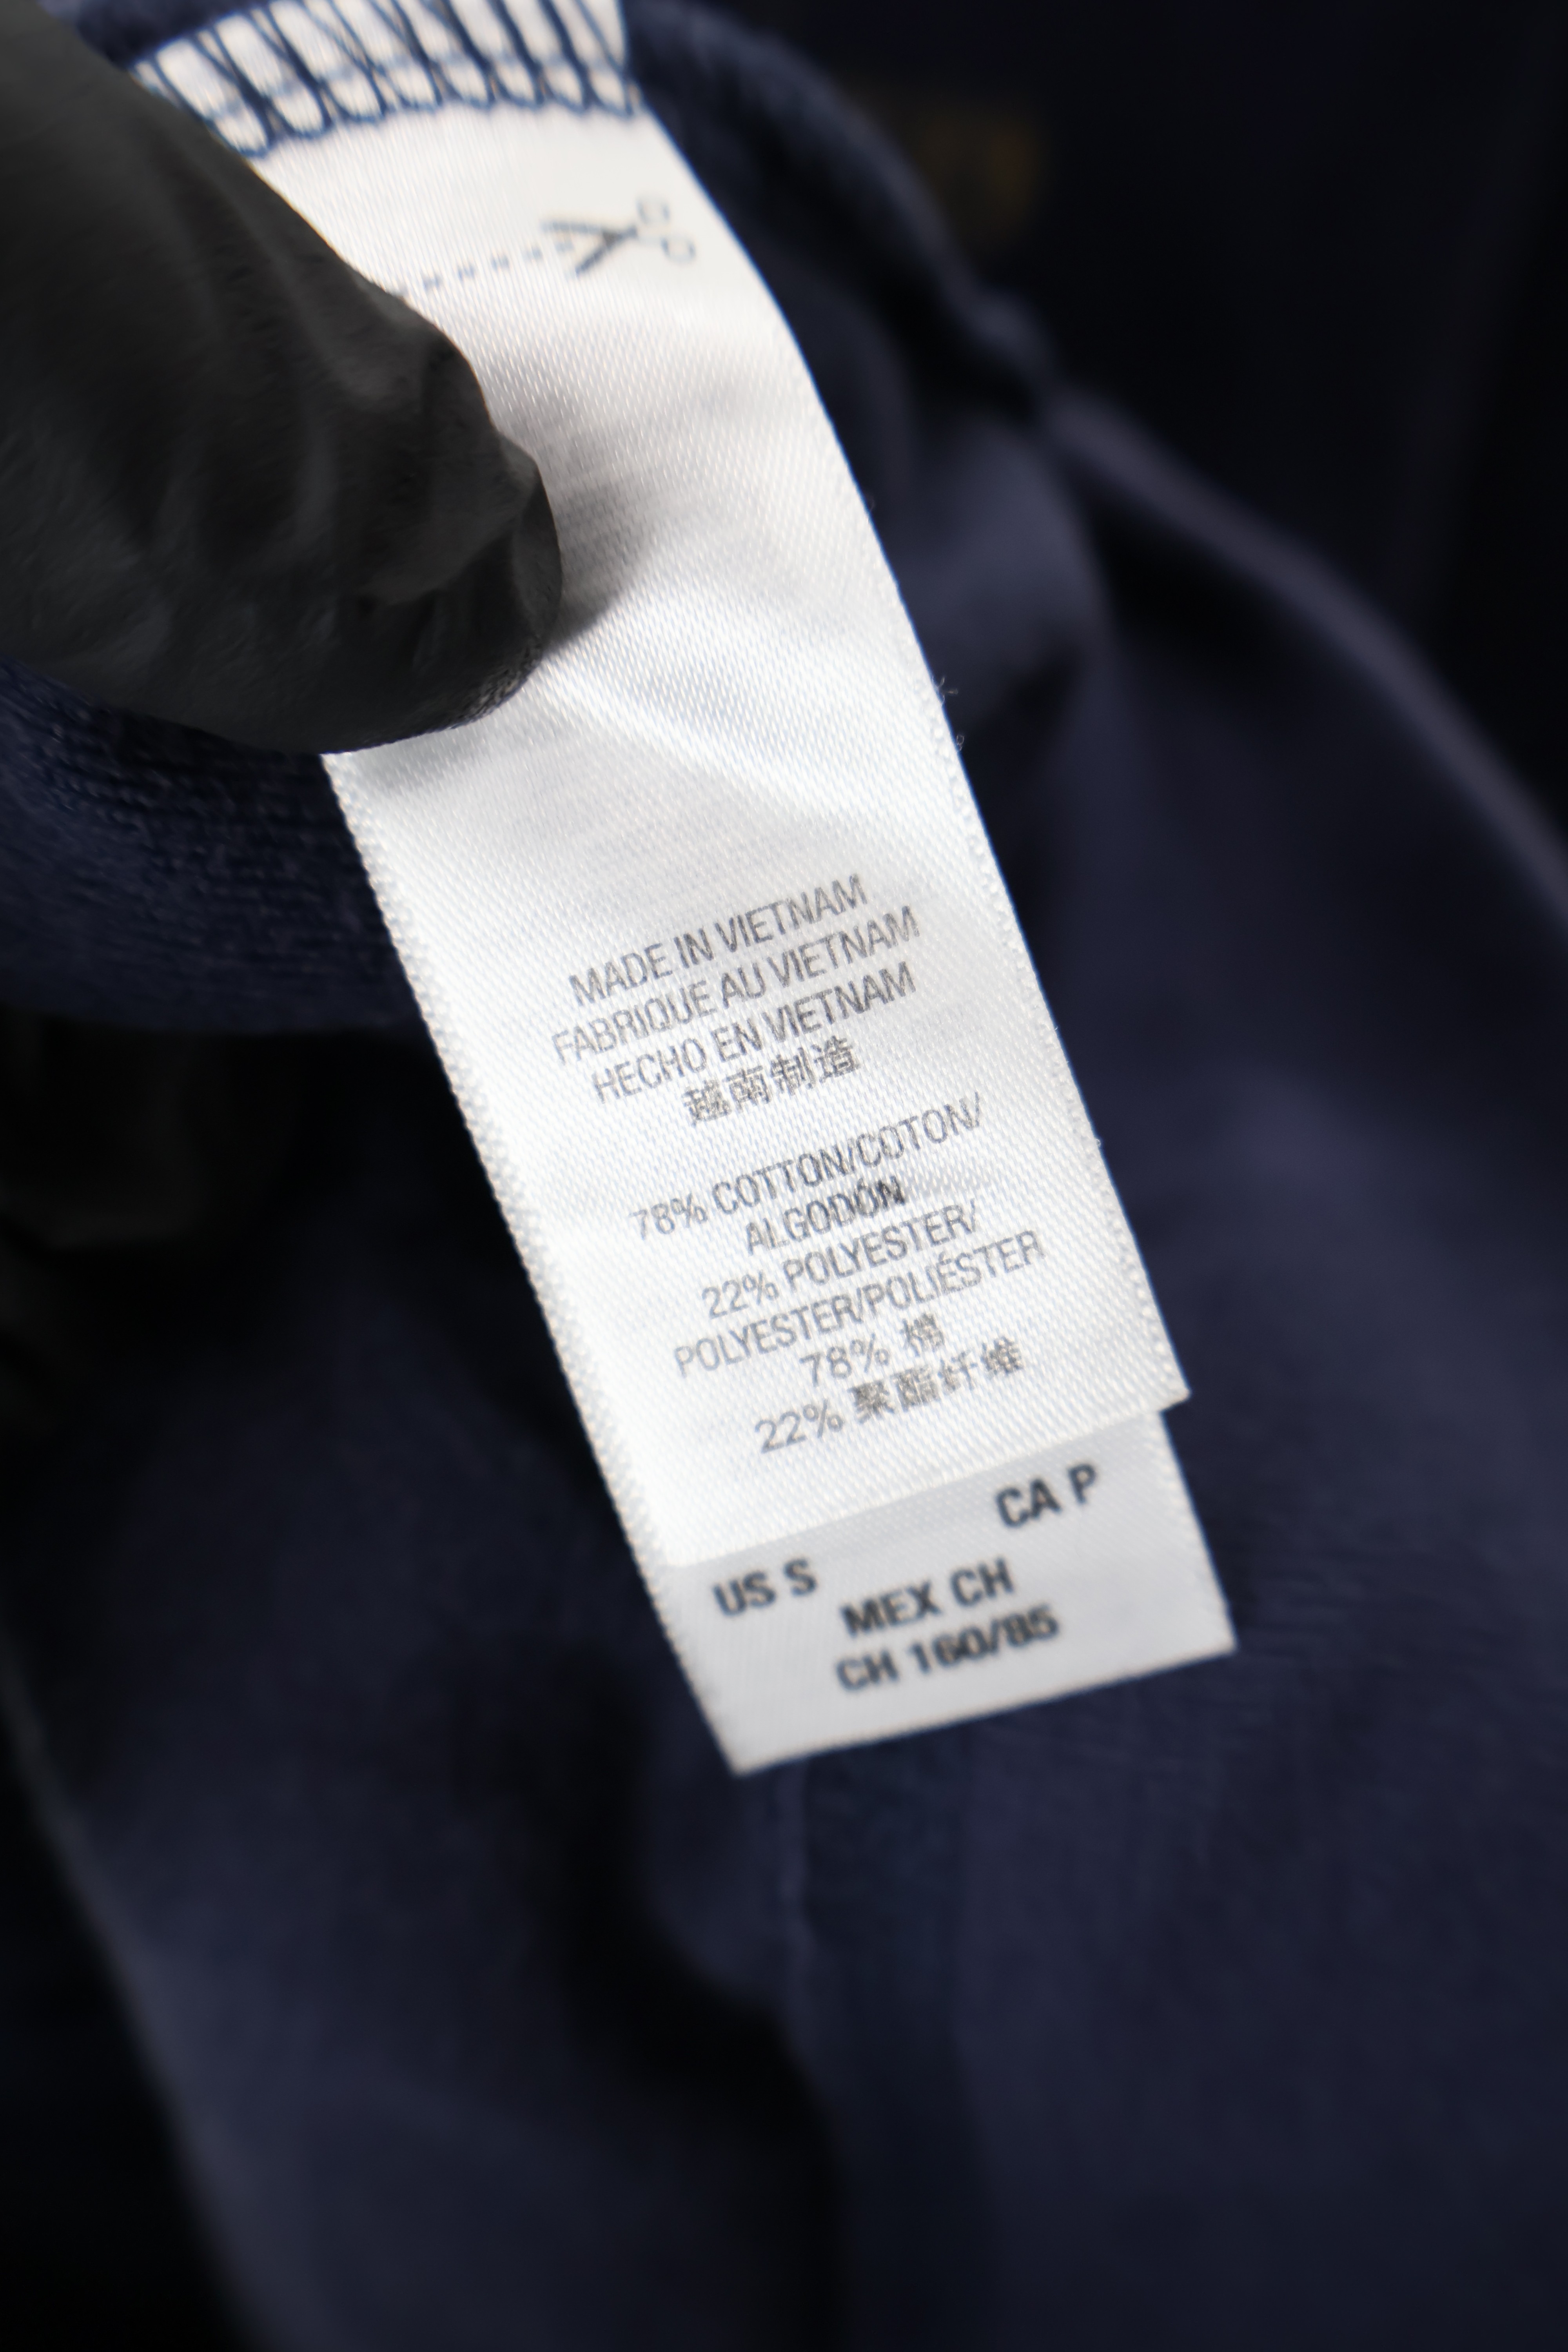 MADE IN VIETNAM
FABRIQUE AU VIETNAM
HECHO EN VIETNAM
越南制造
78% COTTON/COTON/
ALGODÓN
22% POLYESTER/
POLYESTER/POLIÉSTER
78% 棉
22% 聚酯纤维
US S CA P
MEX CH
CH 160/85